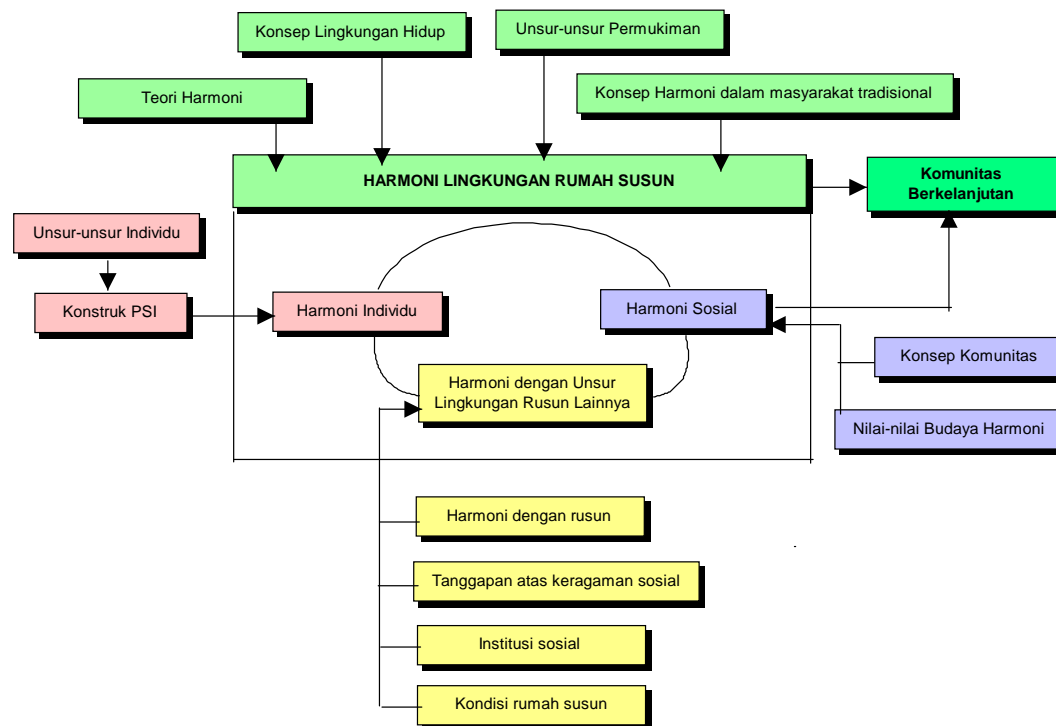 Konsep Lingkungan Hidup
Unsur-unsur Permukiman
Teori Harmoni
Konsep Harmoni dalam masyarakat tradisional
HARMONI LINGKUNGAN RUMAH SUSUN
Komunitas
Berkelanjutan
Unsur-unsur Individu
Konstruk PSI
Harmoni Individu
Harmoni Sosial
Konsep Komunitas
Harmoni dengan Unsur
Lingkungan Rusun Lainnya
Nilai-nilai Budaya Harmoni
Harmoni dengan rusun
Tanggapan atas keragaman sosial
Institusi sosial
Kondisi rumah susun